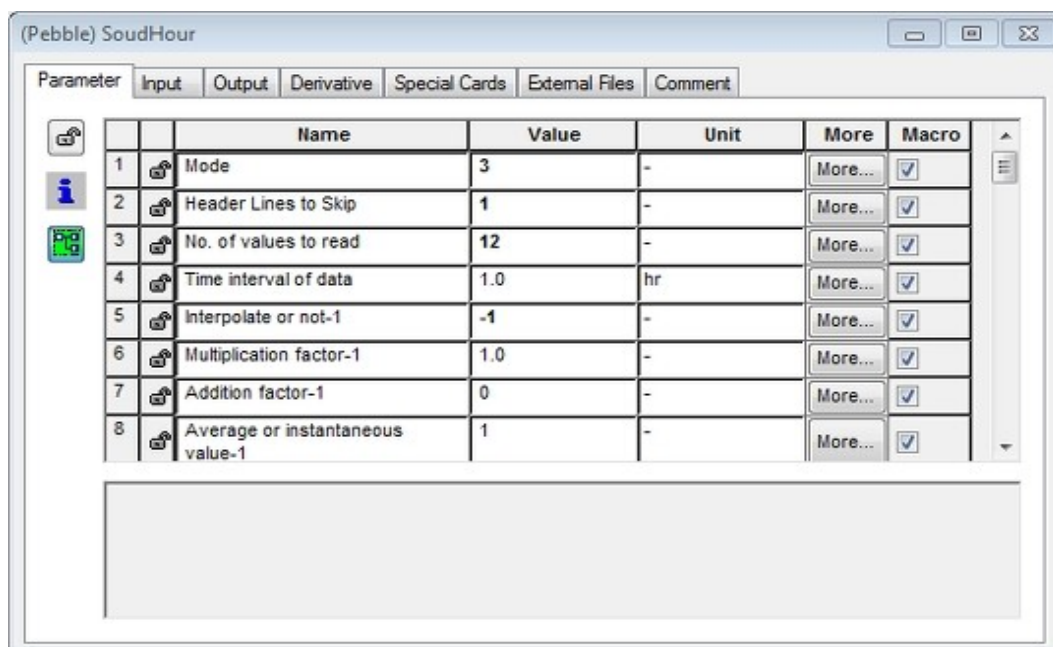 (Pebble) SoudHour
Parameter Input Output Derivative Special Cards External Files Comment
Name Value Unit More Macro
1 Mode 3 - More...
2 Header Lines to Skip 1 - More...
3 No. of values to read 12 - More...
4 Time interval of data 1.0 hr More...
5 Interpolate or not-1 -1 - More...
6 Multiplication factor-1 1.0 - More...
7 Addition factor-1 0 - More...
8 Average or instantaneous 1 - More...
value-1